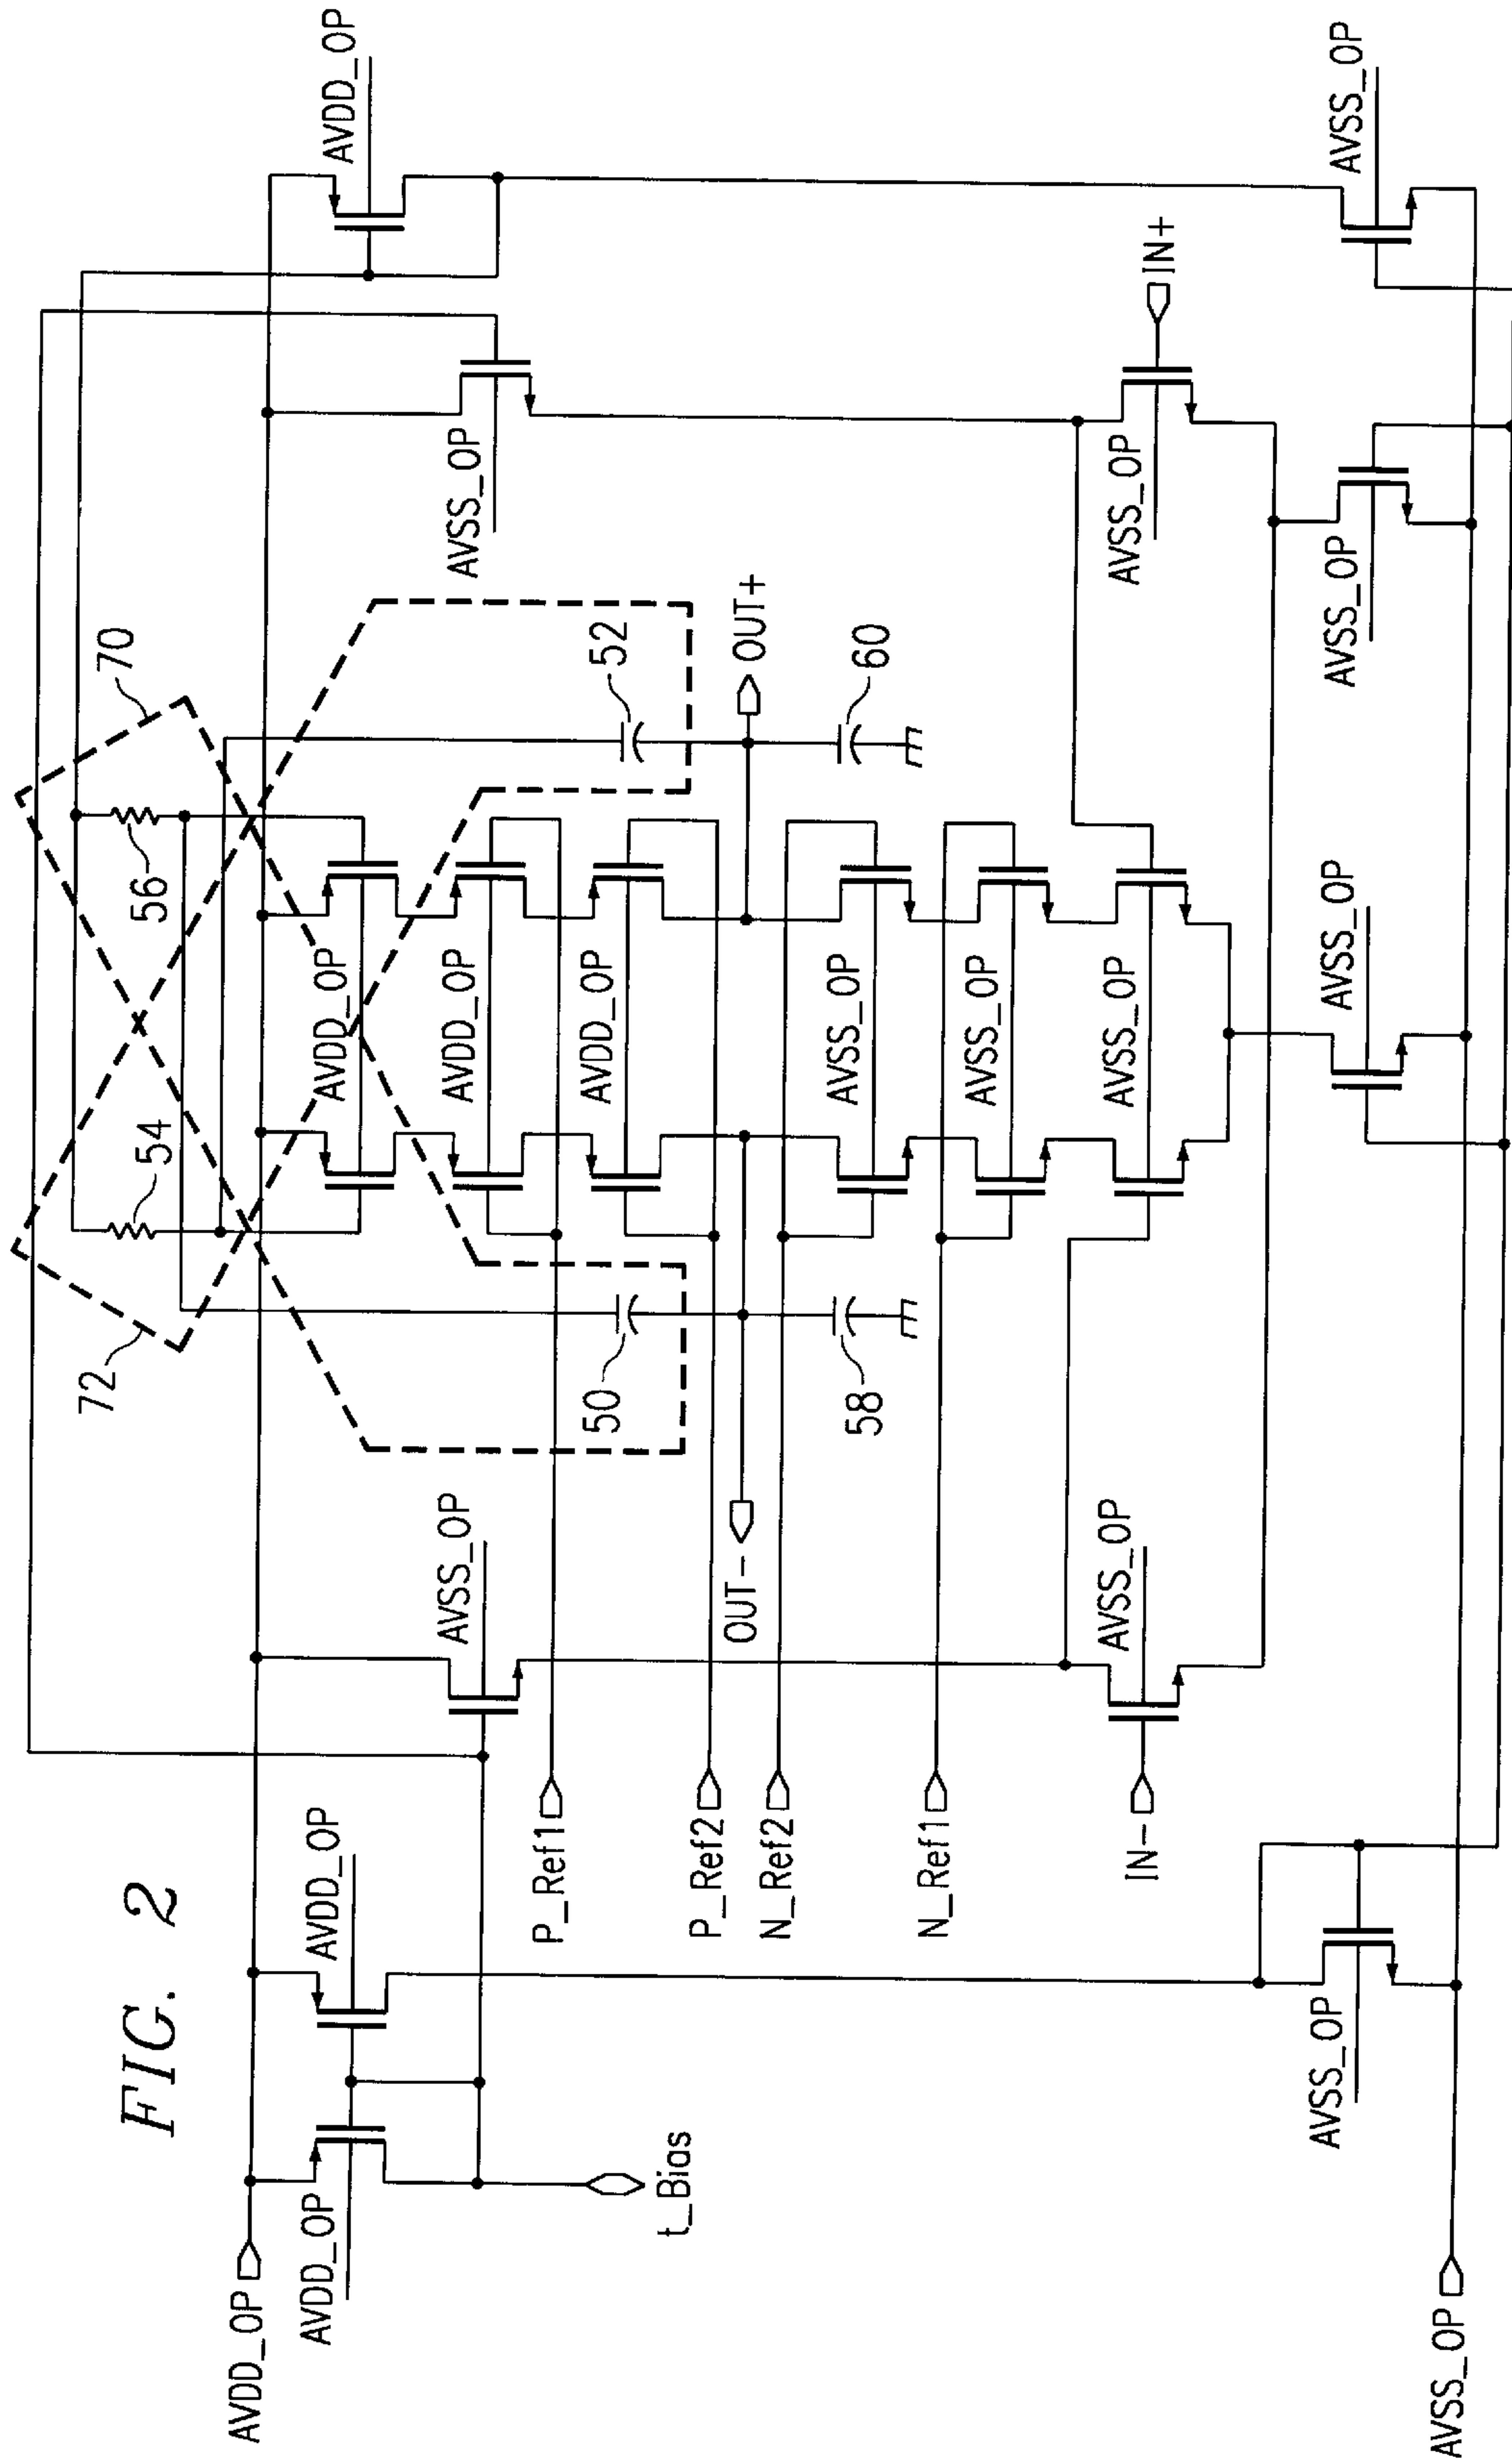 FIG. 2
72
70
54
56
AVDD_OP
AVDD_OP
AVDD_OP
AVDD_OP
AVDD_OP
AVSS_OP
AVDD_OP
AVSS_OP
P_Ref1
50
AVDD_OP
52
t_Bias
P_Ref2
OUT-
OUT+
N_Ref2
58
AVSS_OP
60
N_Ref1
AVSS_OP
AVSS_OP
AVSS_OP
AVSS_OP
IN-
IN+
AVSS_OP
AVSS_OP
AVSS_OP
AVSS_OP
AVSS_OP